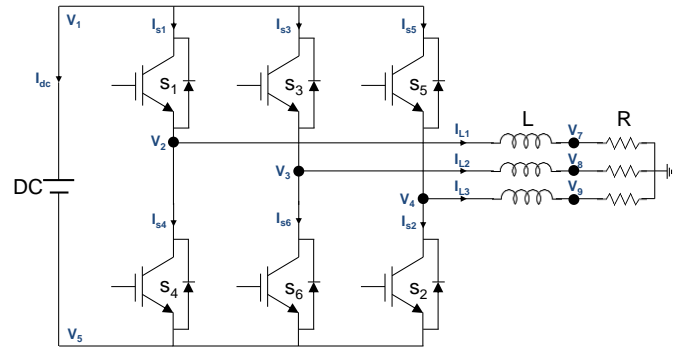 V1 Is1 Is3 Is5
Idc
S1 S3 S5
IL1 L V7 R
V2
IL2 V8
DC V3
V4 IL3 V9
Is4 Is6 Is2
S4 S6 S2
V5